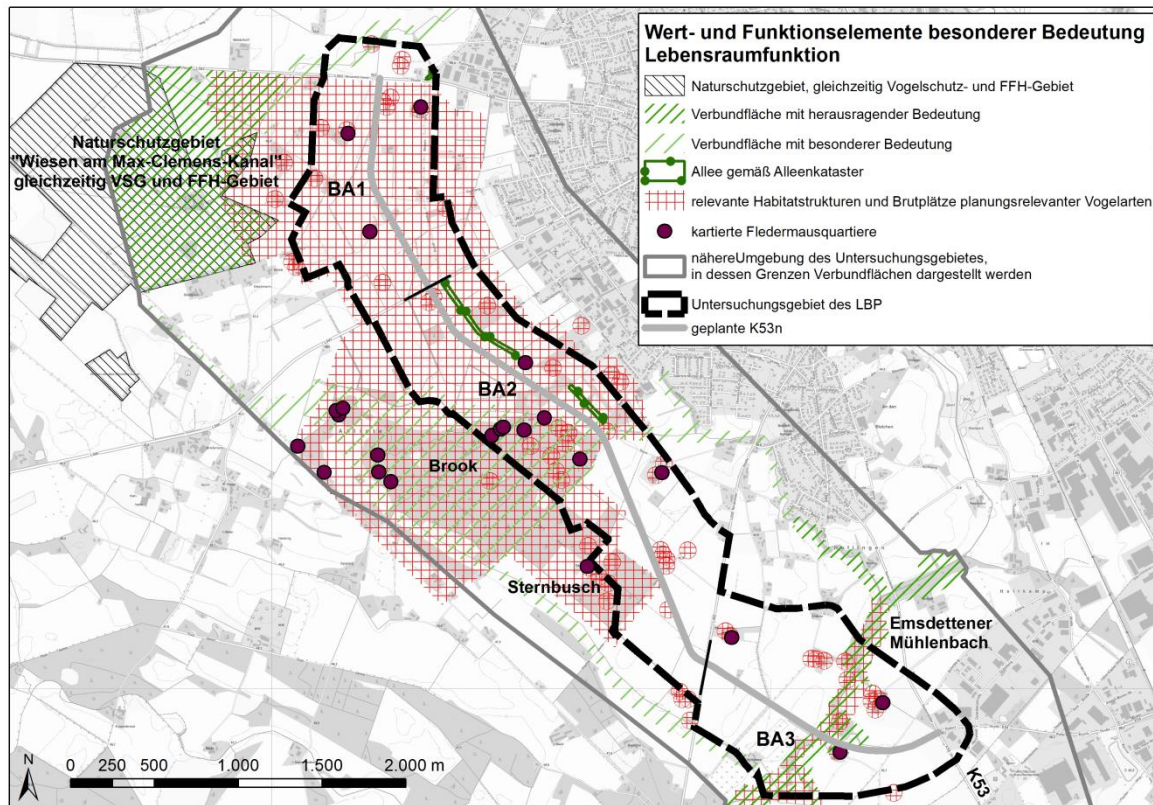 Wert- und Funktionselemente besonderer Bedeutung
Lebensraumfunktion
Naturschutzgebiet, gleichzeitig Vogelschutz- und FFH-Gebiet
Verbundfläche mit herausragender Bedeutung
Verbundfläche mit besonderer Bedeutung
Allee gemäß Alleenkataster
relevante Habitatstrukturen und Brutplätze planungsrelevanter Vogelarten
kartierte Fledermausquartiere
nähereUmgebung des Untersuchungsgebietes,
in dessen Grenzen Verbundflächen dargestellt werden
Untersuchungsgebiet des LBP
geplante K53n
Naturschutzgebiet
"Wiesen am Max-Clemens-Kanal"
gleichzeitig VSG und FFH-Gebiet
BA1
BA2
Brook
Sternbusch
Emsdettener
Mühlenbach
BA3
K53
N
0 250 500 1.000 1.500 2.000 m